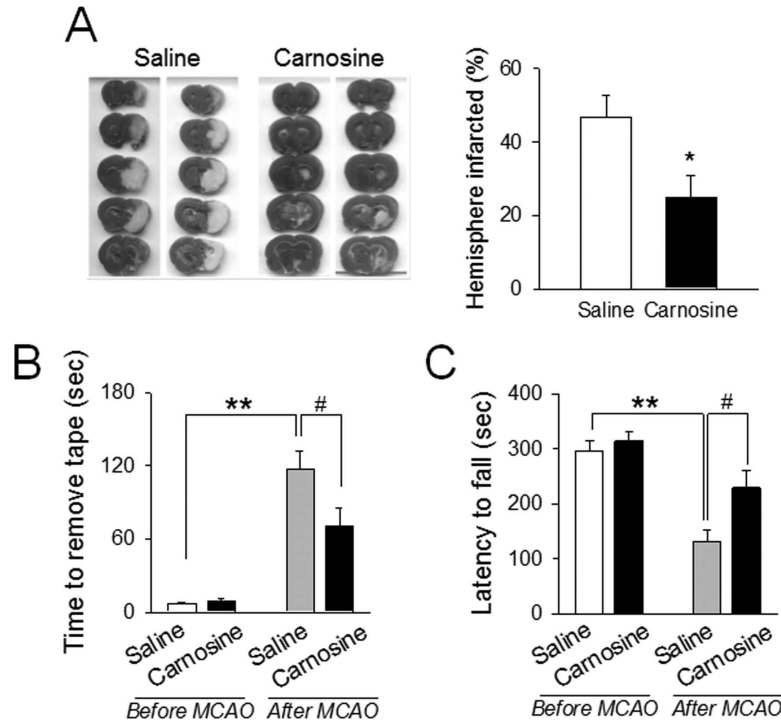 A
Saline Carnosine
Hemisphere infarcted (%)
60
40
20
0
*
Saline Carnosine
B
Time to remove tape (sec)
180
120
60
0
**
#
Saline Carnosine Saline Carnosine
Before MCAO After MCAO
C
Latency to fall (sec)
400
300
200
100
0
**
#
Saline Carnosine Saline Carnosine
Before MCAO After MCAO